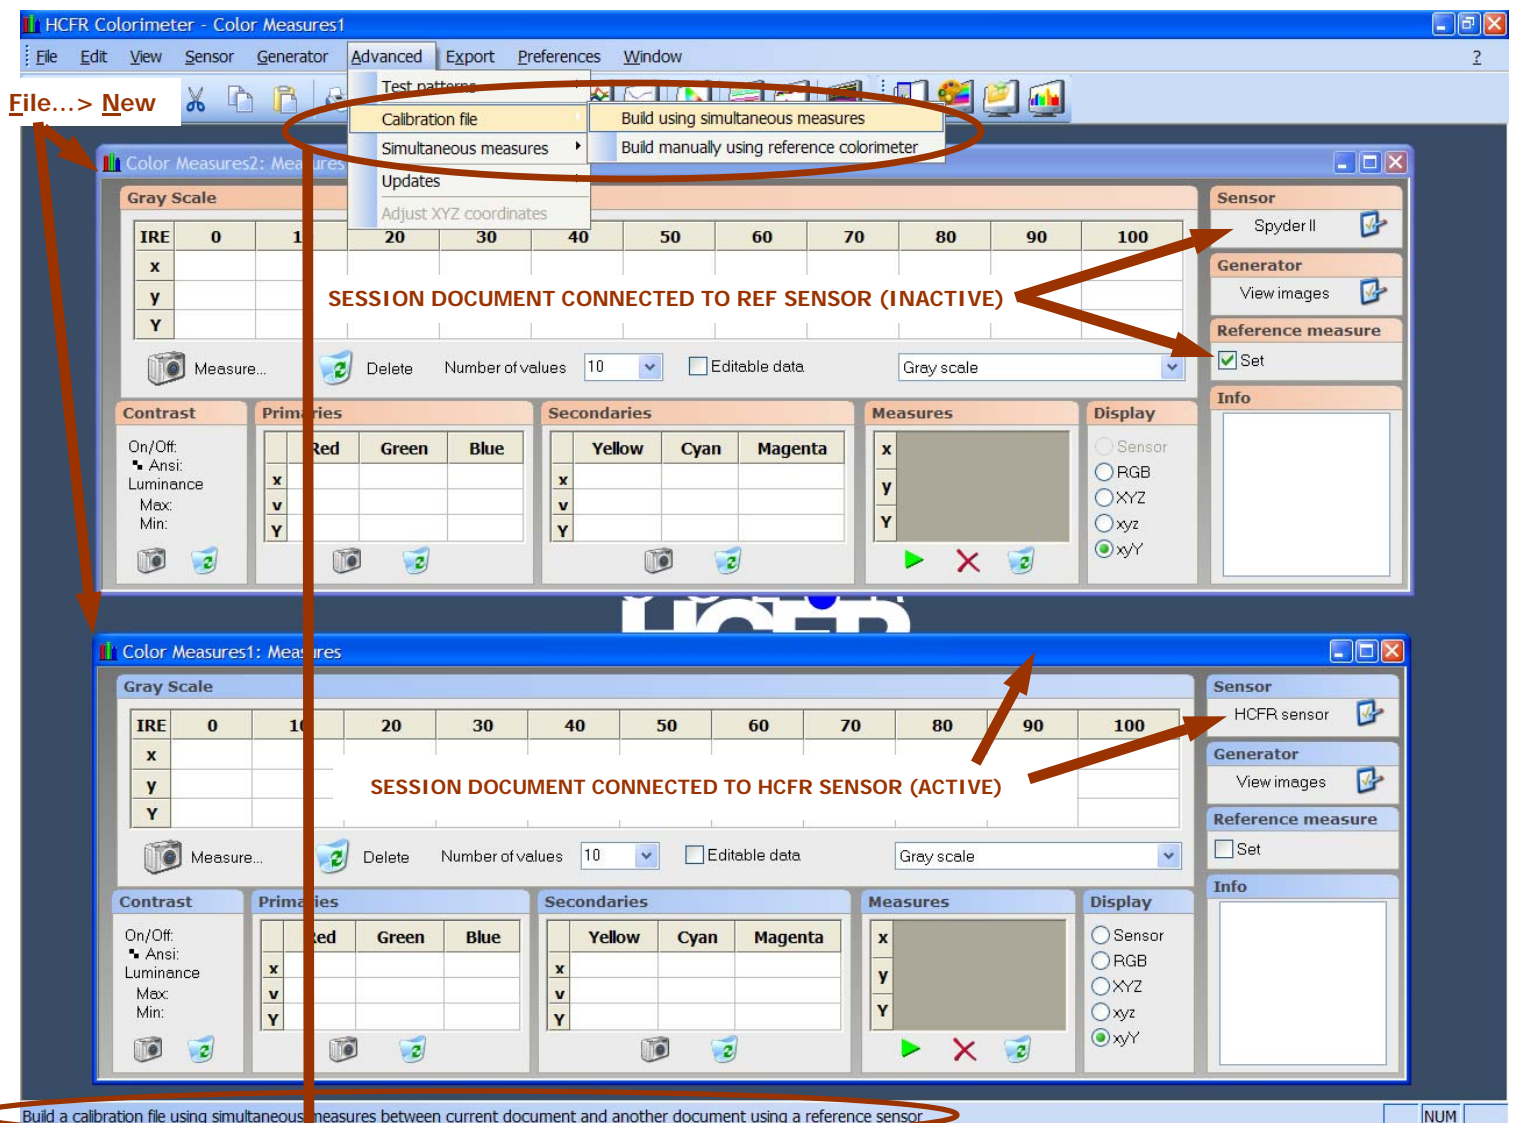 HCFR Colorimeter - Color Measures1
File Edit View Sensor Generator Advanced Export Preferences Window ?
File...> New
Test patterns
Calibration file
Simultaneous measures
Updates
Adjust XYZ coordinates
Build using simultaneous measures
Build manually using reference colorimeter
Color Measures2: Measures
Gray Scale
IRE 0 10 20 30 40 50 60 70 80 90 100
x
y
Y
SESSION DOCUMENT CONNECTED TO REF SENSOR (INACTIVE)
Measure... Delete Number of values 10 Editable data Gray scale
Sensor
Spyder II
Generator
View images
Reference measure
Set
Info
Contrast
On/Off:
Ansi:
Luminance
Max:
Min:
Primaries
Red Green Blue
x
y
Y
Secondaries
Yellow Cyan Magenta
x
y
Y
Measures
x
y
Y
Display
Sensor
RGB
XYZ
xyz
xyY
HCFR
Color Measures1: Measures
Gray Scale
IRE 0 10 20 30 40 50 60 70 80 90 100
x
y
Y
SESSION DOCUMENT CONNECTED TO HCFR SENSOR (ACTIVE)
Measure... Delete Number of values 10 Editable data Gray scale
Sensor
HCFR sensor
Generator
View images
Reference measure
Set
Info
Contrast
On/Off:
Ansi:
Luminance
Max:
Min:
Primaries
Red Green Blue
x
y
Y
Secondaries
Yellow Cyan Magenta
x
y
Y
Measures
x
y
Y
Display
Sensor
RGB
XYZ
xyz
xyY
Build a calibration file using simultaneous measures between current document and another document using a reference sensor
NUM